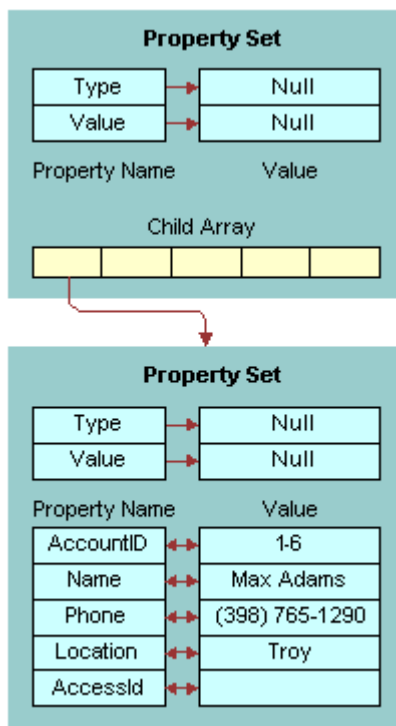 Property Set
Type Null
Value Null
Property Name Value
Child Array
Property Set
Type Null
Value Null
Property Name Value
AccountID 1-6
Name Max Adams
Phone (398) 765-1290
Location Troy
AccessId